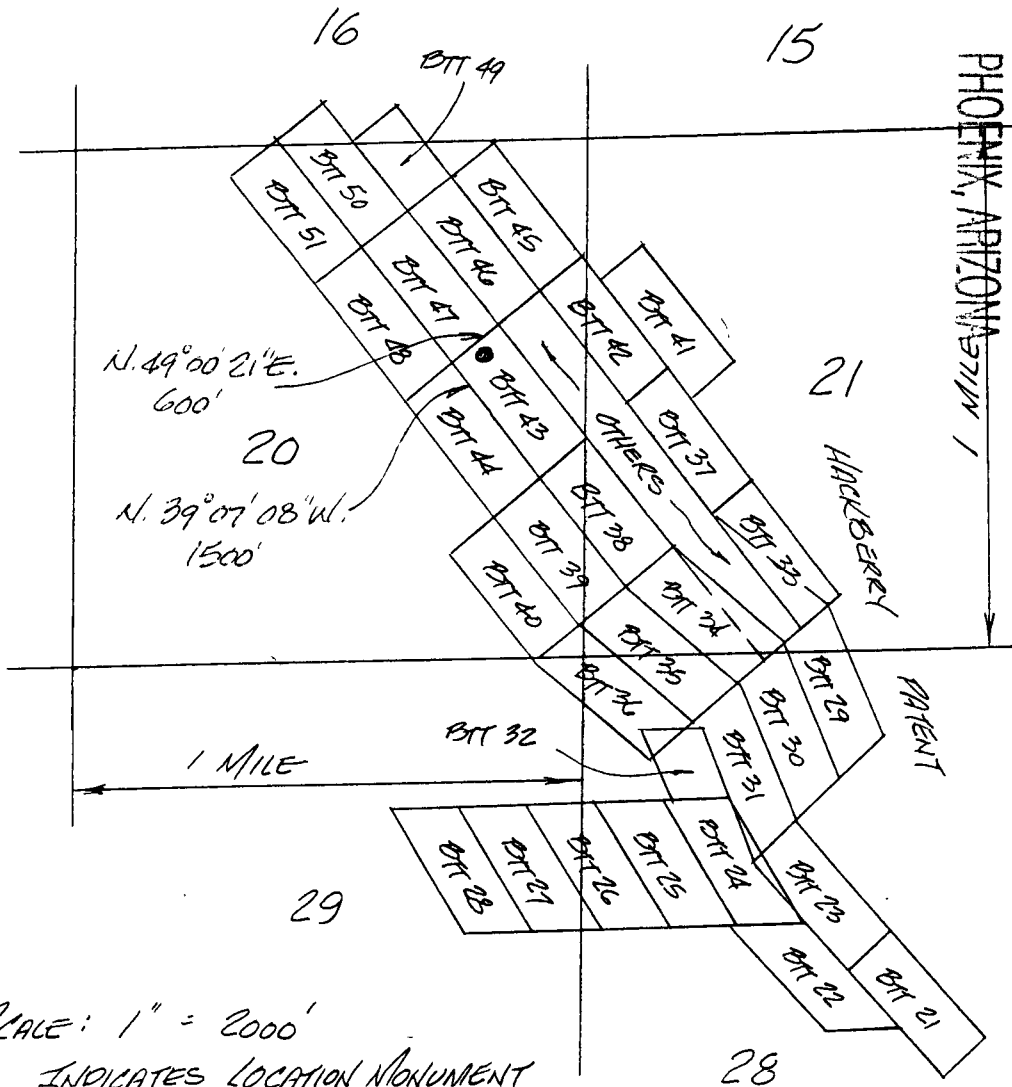 16
15
BTT 49
PHOENIX, ARIZONA
1 MILE
BTT 50
BTT 51
BTT 45
BTT 46
BTT 47
BTT 48
BTT 42
BTT 41
21
N. 49° 00' 21" E.
600'
BTT 43
BTT 44
OTHERS
BTT 37
HACKBERRY
20
N. 39° 07' 08" W.
1500'
BTT 38
BTT 39
BTT 40
BTT 33
BTT 34
BTT 35
BTT 36
BTT 29
BTT 30
BTT 31
PATENT
BTT 32
1 MILE
BTT 28
BTT 27
BTT 26
BTT 25
BTT 24
BTT 23
29
BTT 22
BTT 21
SCALE: 1" = 2000'
INDICATES LOCATION MONUMENT
28